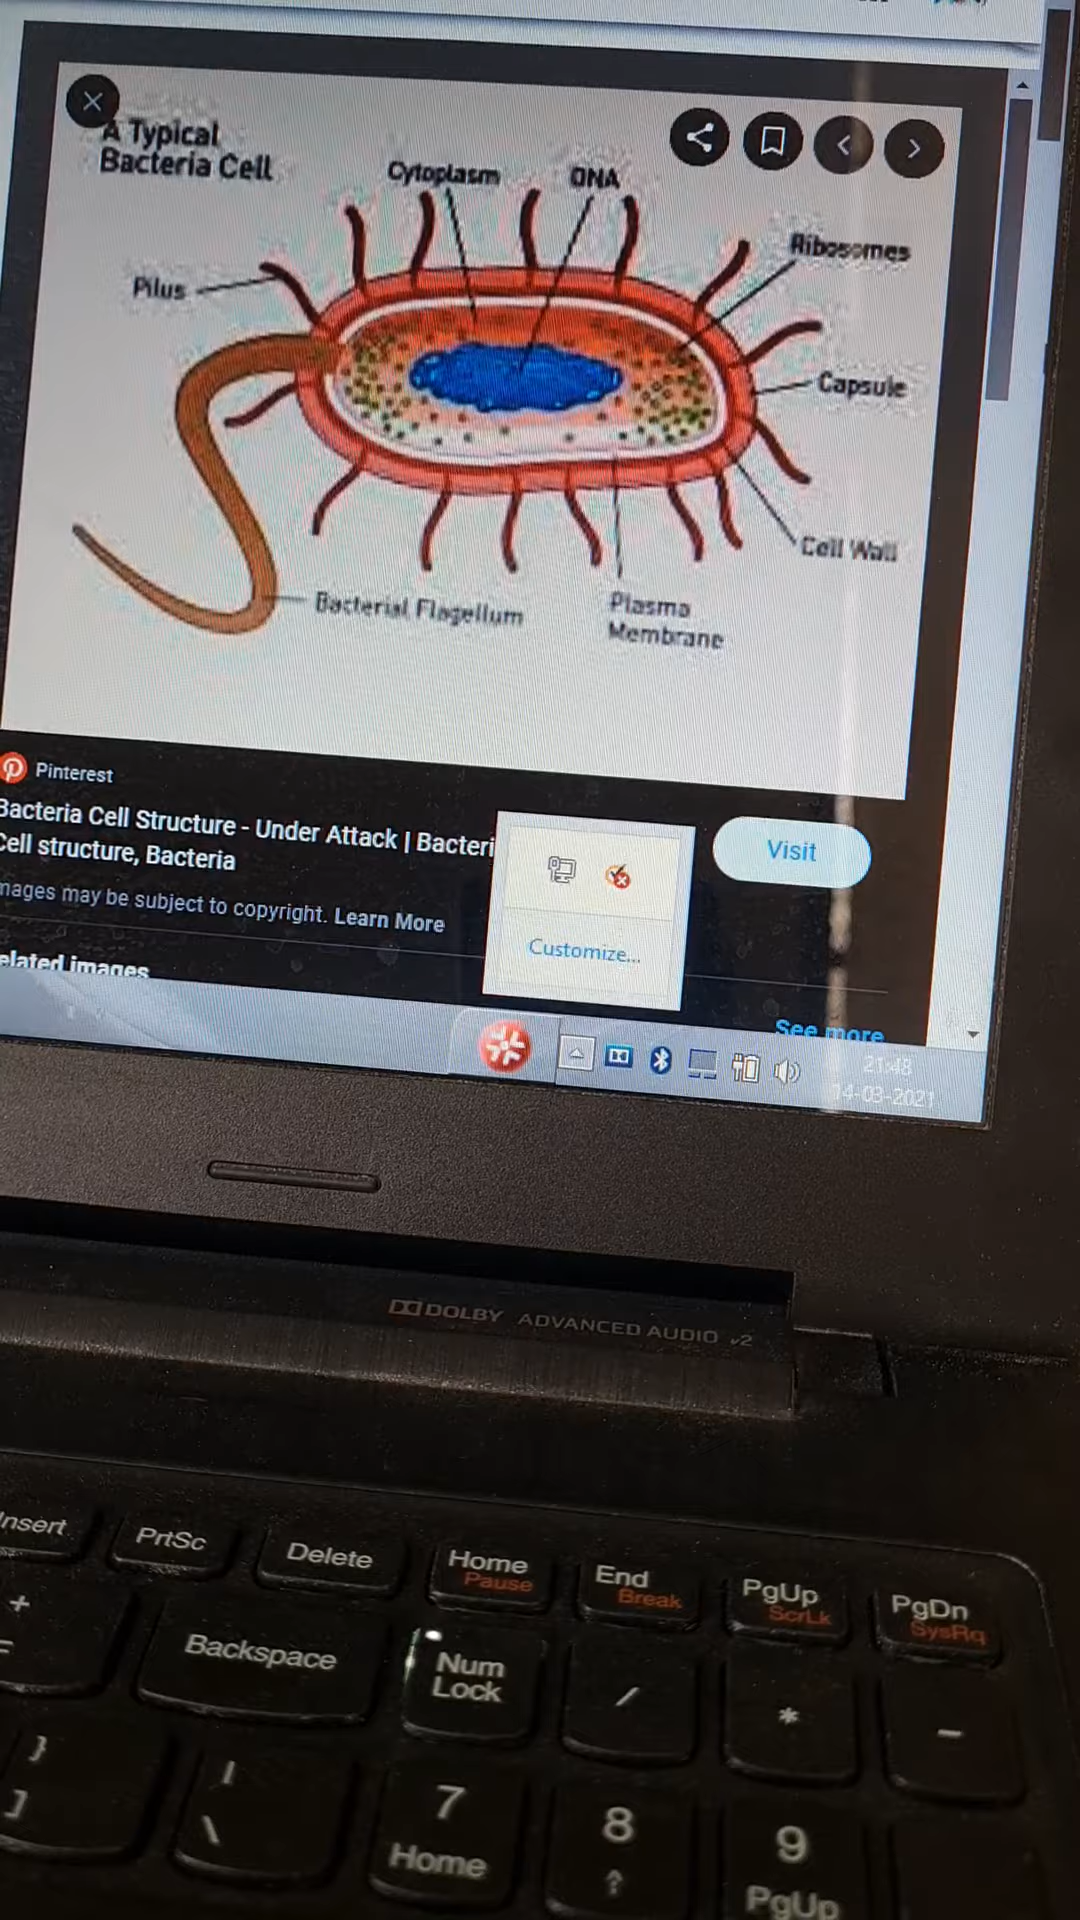 A Typical
Bacteria Cell
Cytoplasm
DNA
Ribosomes
Pilus
Capsule
Cell Wall
Bacterial Flagellum
Plasma
Membrane
Pinterest
Bacteria Cell Structure - Under Attack | Bacteri
Cell structure, Bacteria
mages may be subject to copyright. Learn More
Visit
Customize...
elated images
See more
21:48
14-03-2021
DOLBY ADVANCED AUDIO v2
Insert
PrtSc
Delete
Home
Pause
End
Break
PgUp
ScrLk
PgDn
SysRq
+
=
Backspace
Num
Lock
/
*
-
}
]
|
\
7
Home
8
9
PgUp